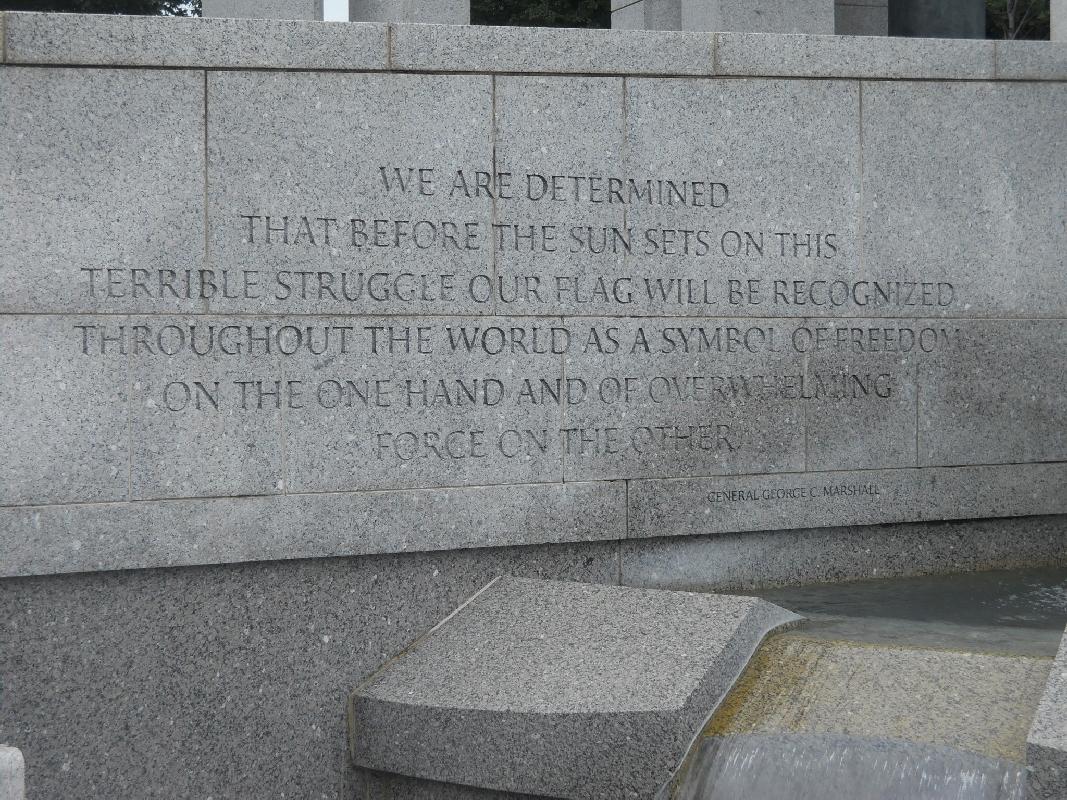 WE ARE DETERMINED
THAT BEFORE THE SUN SETS ON THIS
TERRIBLE STRUGGLE OUR FLAG WILL BE RECOGNIZED
THROUGHOUT THE WORLD AS A SYMBOL OF FREEDOM
ON THE ONE HAND AND OF OVERWHELMING
FORCE ON THE OTHER
GENERAL GEORGE C. MARSHALL